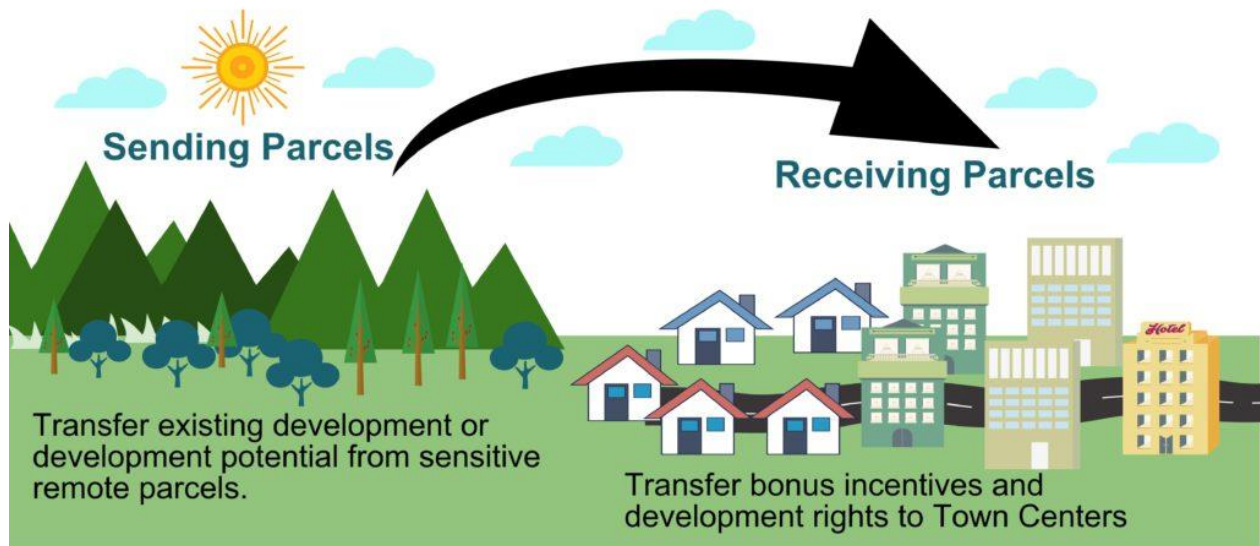 Sending Parcels
Receiving Parcels
Hotel
Transfer existing development or
development potential from sensitive
remote parcels.
Transfer bonus incentives and
development rights to Town Centers